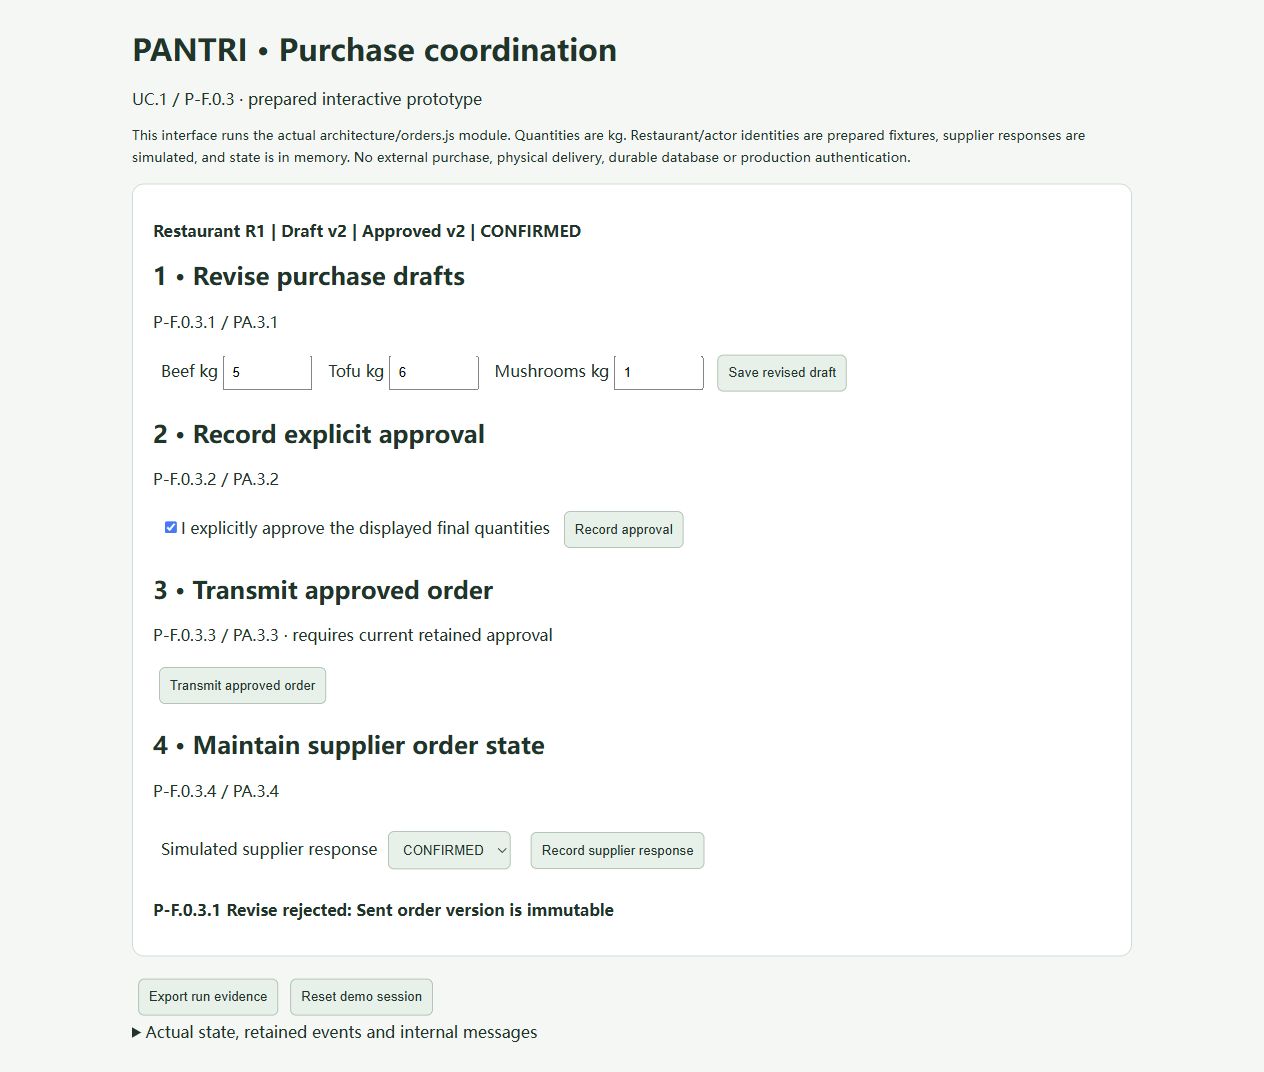 PANTRI • Purchase coordination
UC.1 / P-F.0.3 · prepared interactive prototype
This interface runs the actual architecture/orders.js module. Quantities are kg. Restaurant/actor identities are prepared fixtures, supplier responses are
simulated, and state is in memory. No external purchase, physical delivery, durable database or production authentication.
Restaurant R1 | Draft v2 | Approved v2 | CONFIRMED
1 • Revise purchase drafts
P-F.0.3.1 / PA.3.1
Beef kg 5 Tofu kg 6 Mushrooms kg 1 Save revised draft
2 • Record explicit approval
P-F.0.3.2 / PA.3.2
I explicitly approve the displayed final quantities Record approval
3 • Transmit approved order
P-F.0.3.3 / PA.3.3 · requires current retained approval
Transmit approved order
4 • Maintain supplier order state
P-F.0.3.4 / PA.3.4
Simulated supplier response CONFIRMED Record supplier response
P-F.0.3.1 Revise rejected: Sent order version is immutable
Export run evidence Reset demo session
Actual state, retained events and internal messages